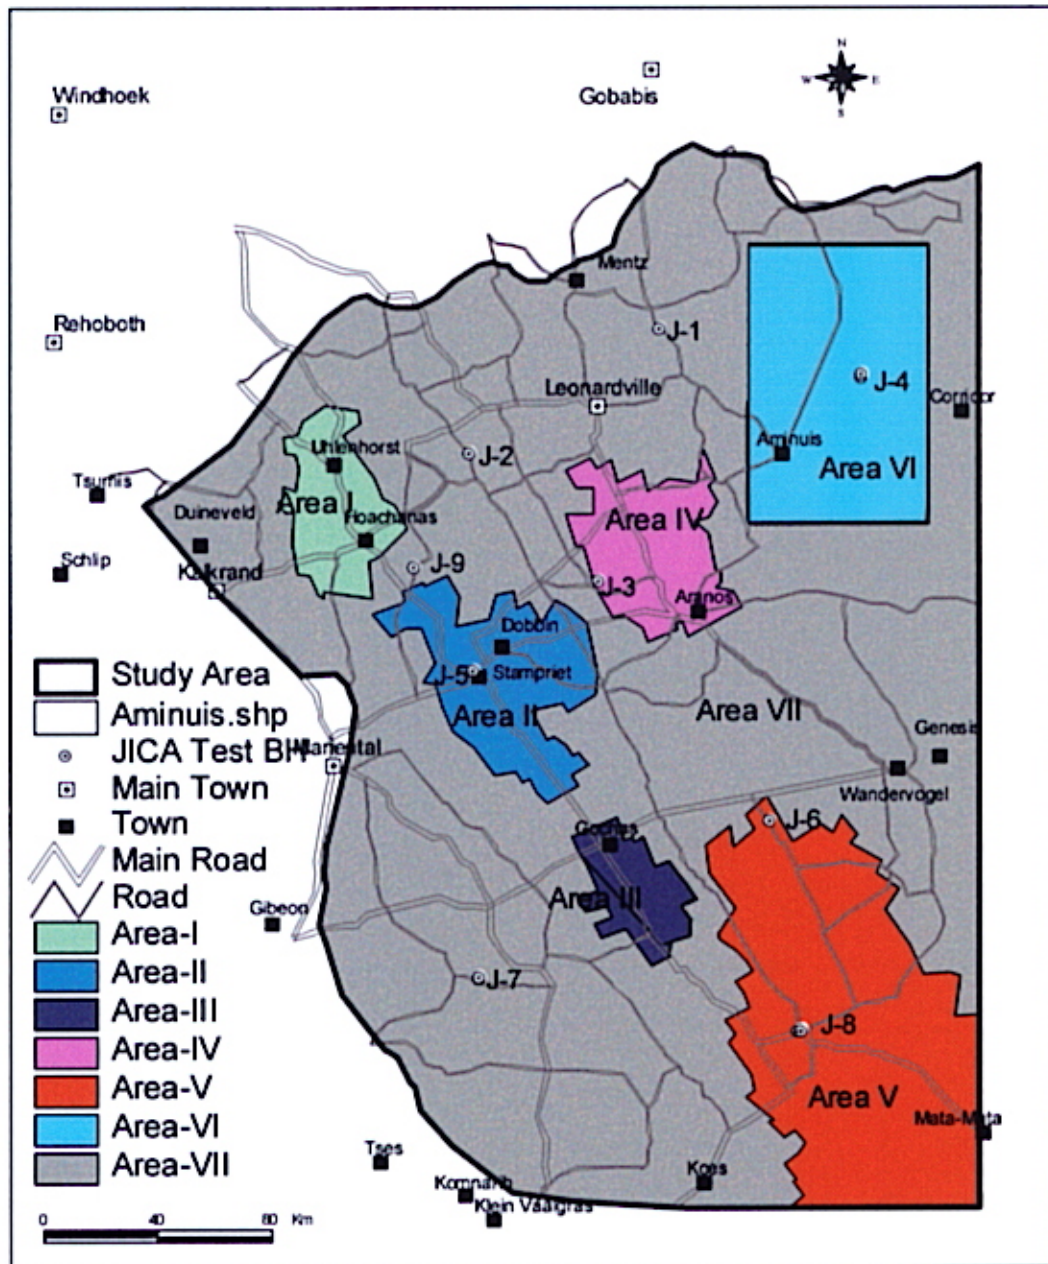 N
W E
S
Windhoek
Gobabis
Mentz
Rehoboth
J-1
Leonardville
J-4
Corridor
Uhlenhorst
J-2
Aminuis
Area VI
Tsumis
Area I
Duineveld
Hoachanas
Area IV
Schlip
Kalkrand
J-9
J-3
Aranos
Dobbin
J-5
Stampriet
Area II
Area VII
Genesis
Mariental
Wandervogel
J-6
Gochas
Area III
Gibeon
J-7
J-8
Area V
Mata-Mata
Tses
Koes
Klein Vaalgras
Study Area
Aminuis.shp
JICA Test BH
Main Town
Town
Main Road
Road
Area-I
Area-II
Area-III
Area-IV
Area-V
Area-VI
Area-VII
0 40 80 Km